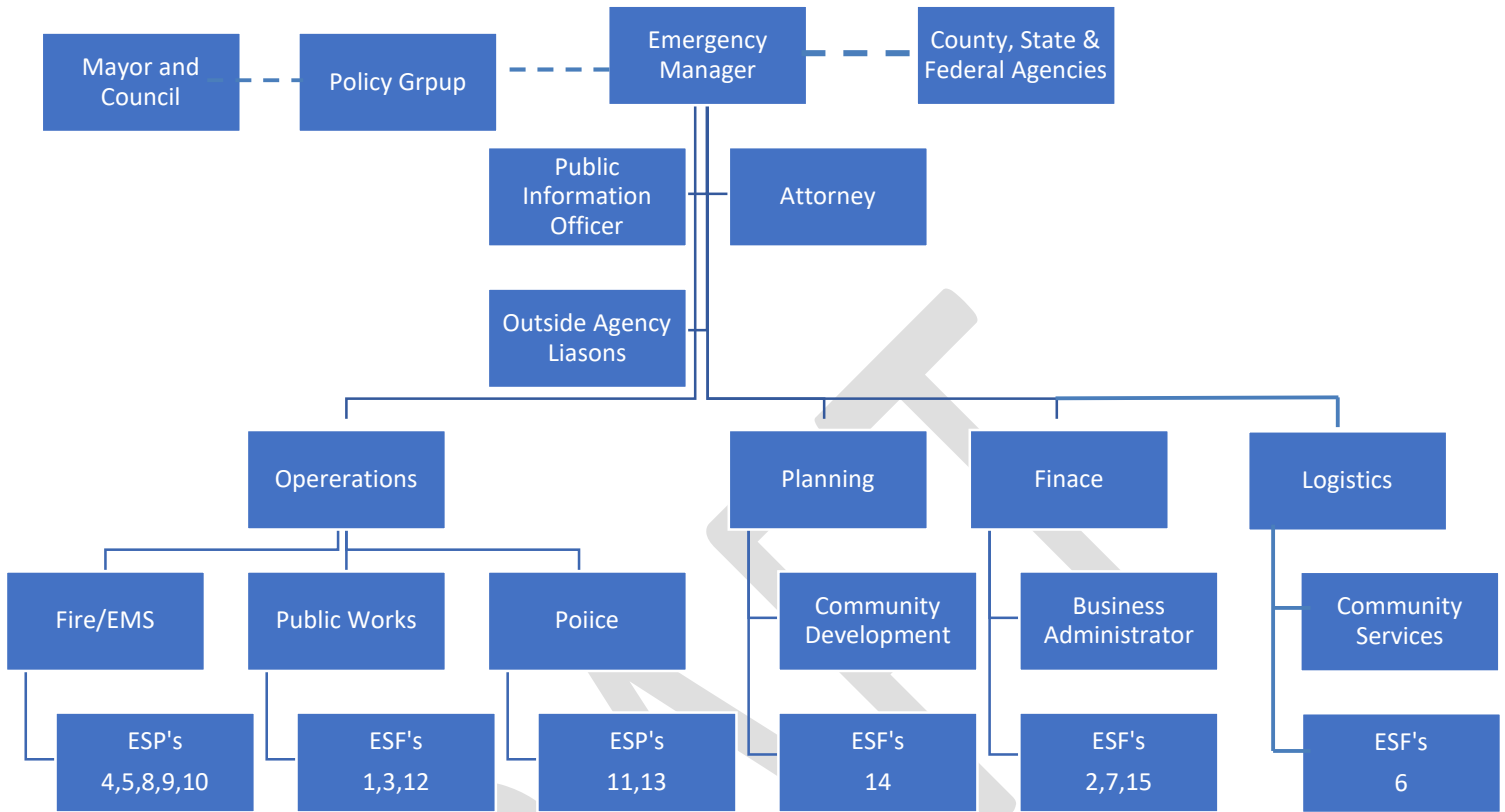 Emergency
Manager
County, State &
Federal Agencies
Mayor and
Council
Policy Grpup
Public
Information
Officer
Attorney
Outside Agency
Liasons
Opererations
Planning
Finace
Logistics
Fire/EMS
Public Works
Poiice
Community
Development
Business
Administrator
Community
Services
ESP's
4,5,8,9,10
ESF's
1,3,12
ESP's
11,13
ESF's
14
ESF's
2,7,15
ESF's
6